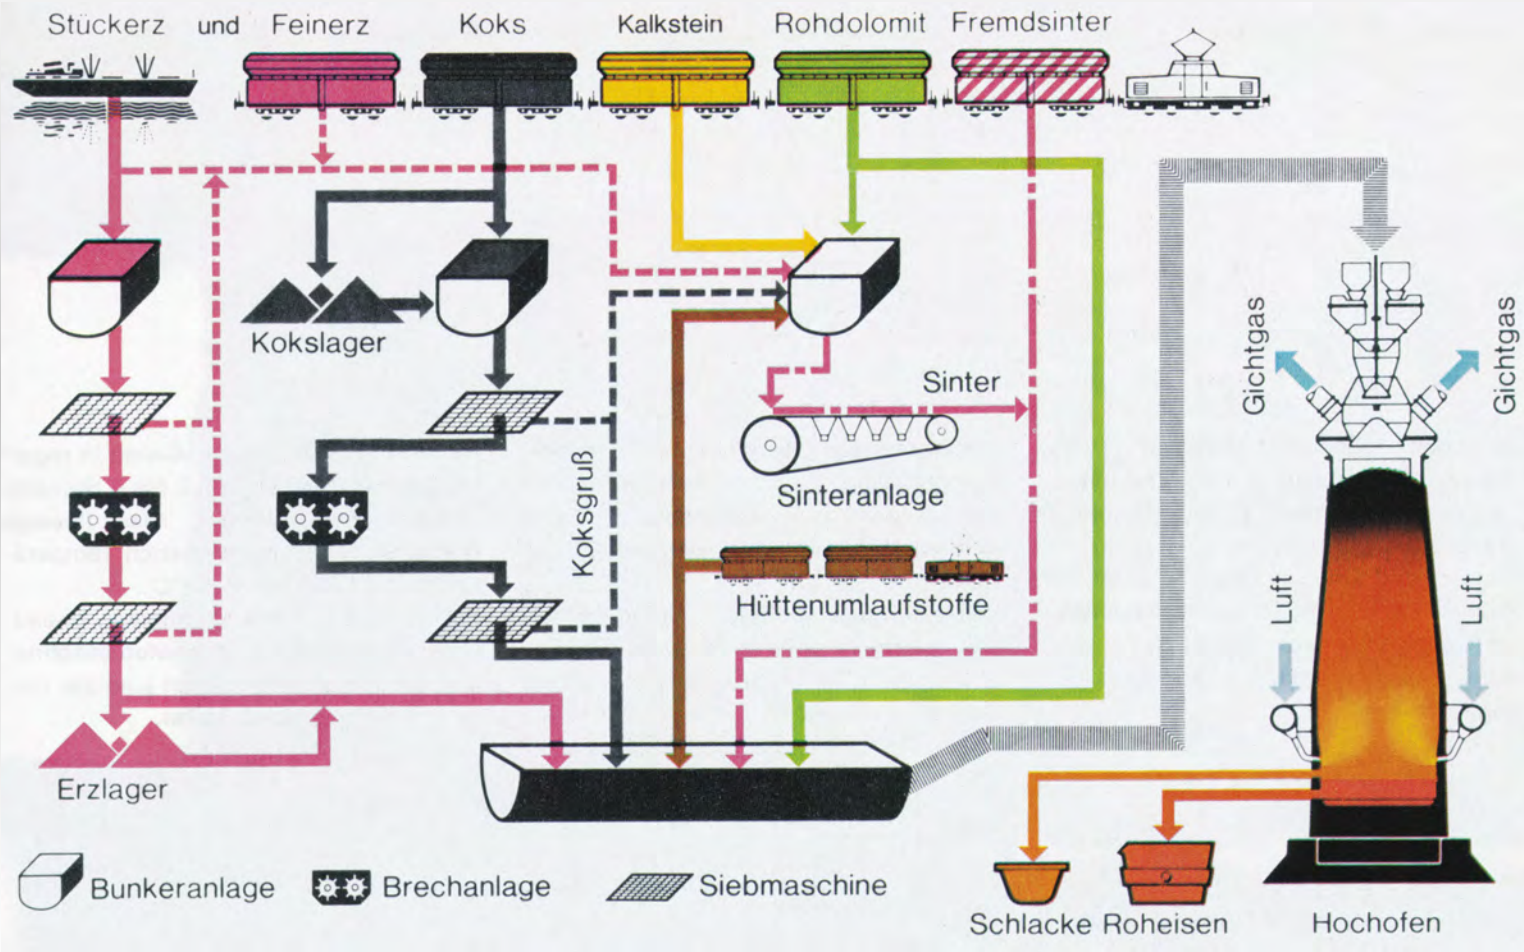 Stückerz und Feinerz Koks Kalkstein Rohdolomit Fremdsinter
Kokslager
Gichtgas
Gichtgas
Sinter
Sinteranlage
Koksgruß
Hüttenumlaufstoffe
Luft
Luft
Erzlager
Bunkeranlage Brechanlage Siebmaschine
Schlacke Roheisen Hochofen